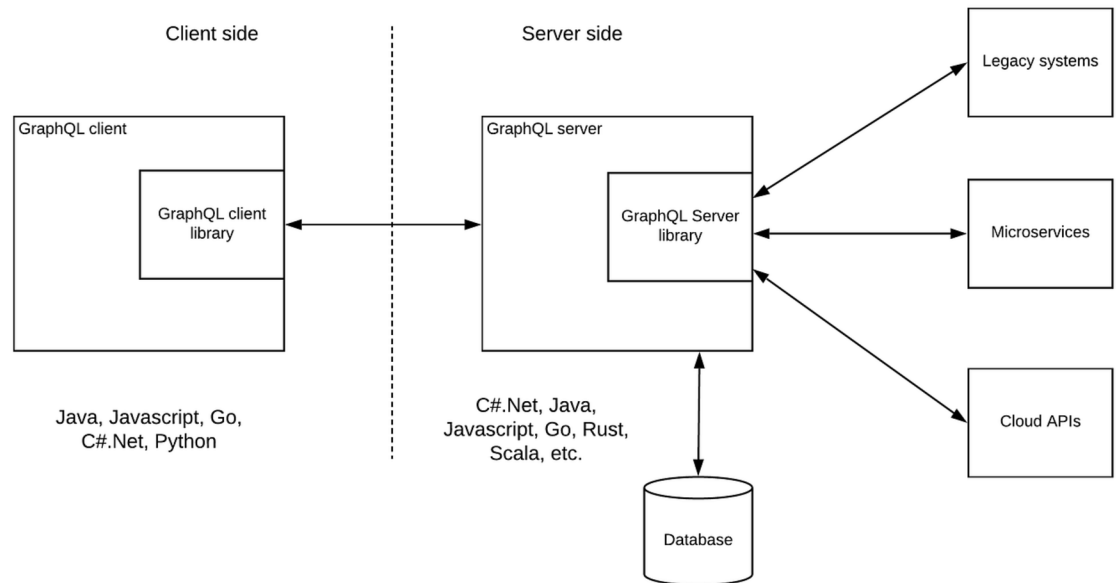 Client side
Server side
Legacy systems
GraphQL client
GraphQL server
GraphQL client
library
GraphQL Server
library
Microservices
Java, Javascript, Go,
C#.Net, Python
C#.Net, Java,
Javascript, Go, Rust,
Scala, etc.
Cloud APIs
Database